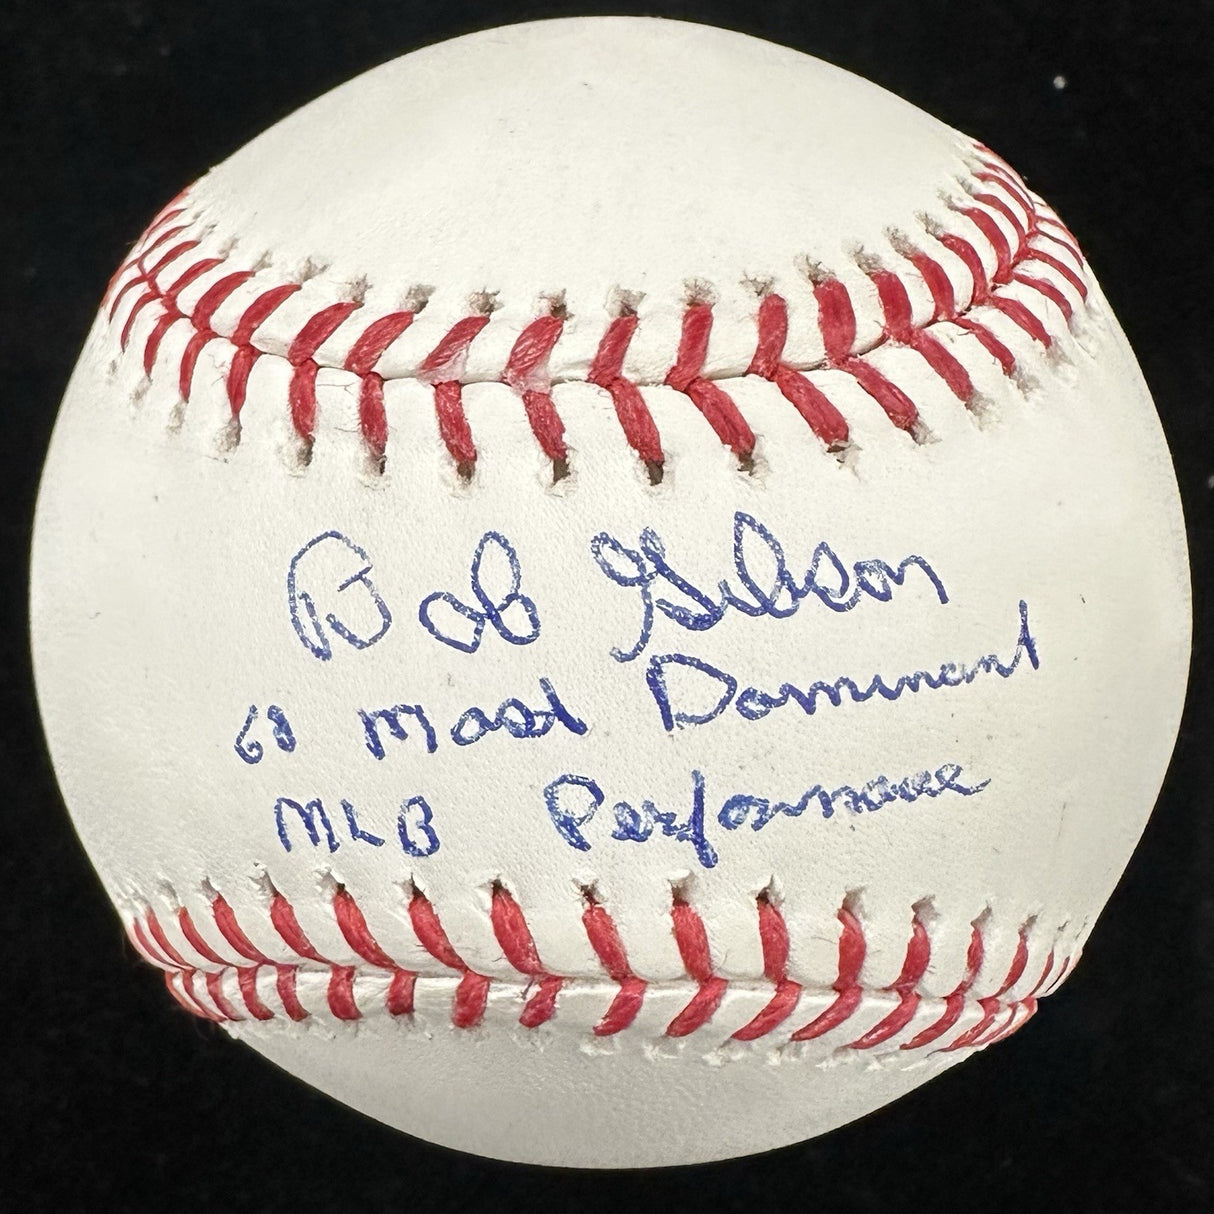 Bob Gibson
68 Most Dominant
MLB Performance